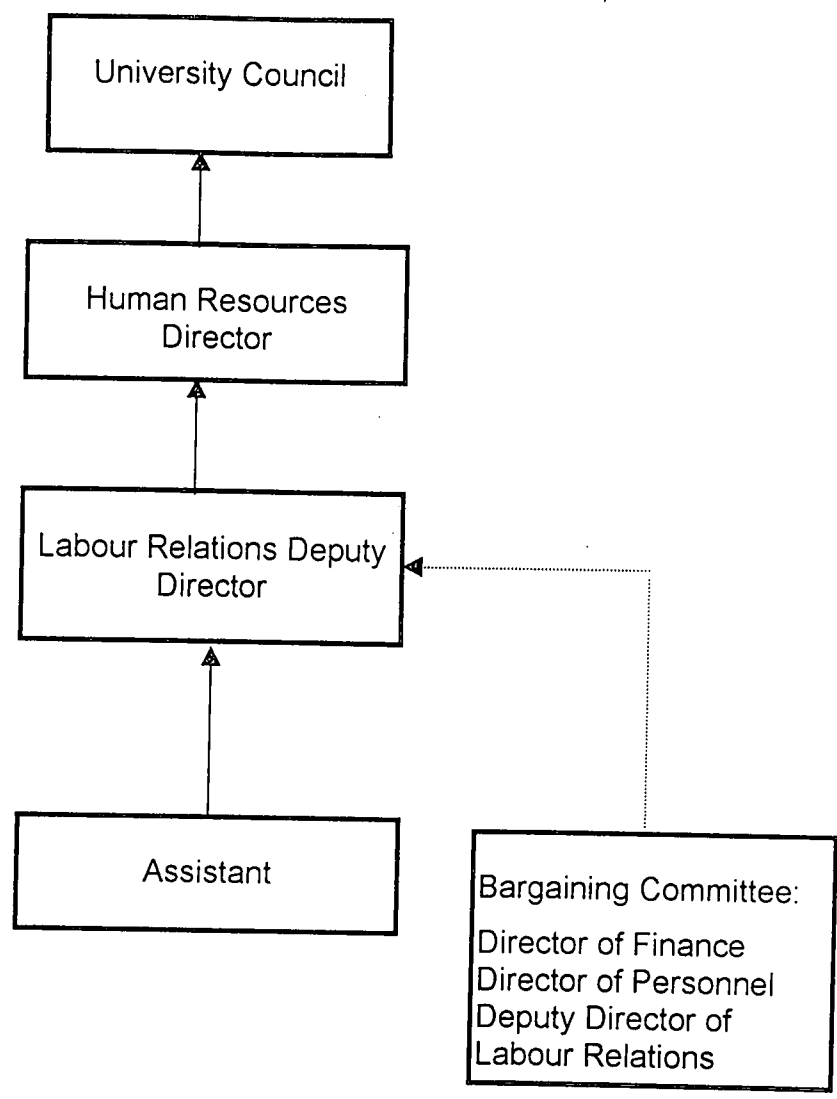 University Council
Human Resources
Director
Labour Relations Deputy
Director
Assistant
Bargaining Committee:
Director of Finance
Director of Personnel
Deputy Director of
Labour Relations